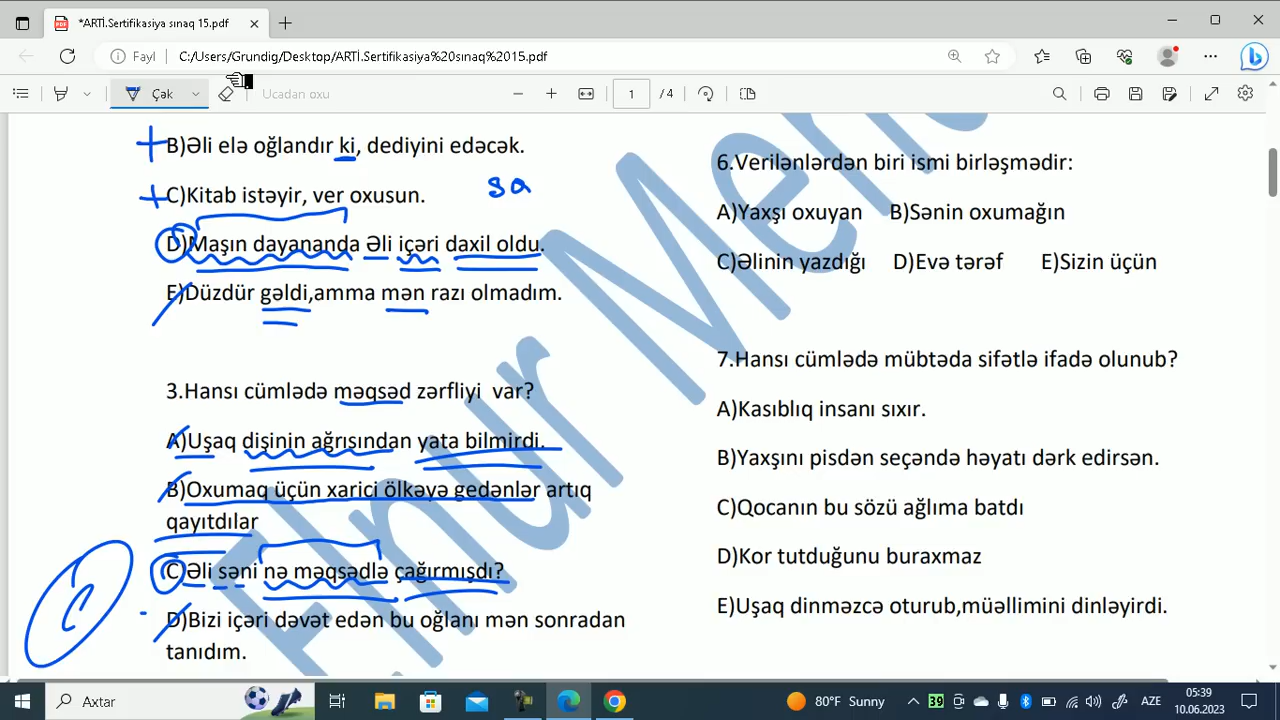 *ARTİ.Sertifikasiya sınaq 15.pdf
Fayl
C:/Users/Grundig/Desktop/ARTİ.Sertifikasiya%20sınaq%2015.pdf
Çək
Ucadan oxu
1 / 4
B)Əli elə oğlandır ki, dediyini edəcək.
C)Kitab istəyir, ver oxusun.
sa
D)Maşın dayananda Əli içəri daxil oldu.
E)Düzdür gəldi,amma mən razı olmadım.
3.Hansı cümlədə məqsəd zərfliyi var?
A)Uşaq dişinin ağrısından yata bilmirdi.
B)Oxumaq üçün xarici ölkəyə gedənlər artıq
qayıtdılar
C)Əli səni nə məqsədlə çağırmışdı?
D)Bizi içəri dəvət edən bu oğlanı mən sonradan
tanıdım.
C
6.Verilənlərdən biri ismi birləşmədir:
A)Yaxşı oxuyan B)Sənin oxumağın
C)Əlinin yazdığı D)Evə tərəf E)Sizin üçün
7.Hansı cümlədə mübtəda sifətlə ifadə olunub?
A)Kasıblıq insanı sıxır.
B)Yaxşını pisdən seçəndə həyatı dərk edirsən.
C)Qocanın bu sözü ağlıma batdı
D)Kor tutduğunu buraxmaz
E)Uşaq dinməzcə oturub,müəllimini dinləyirdi.
Elnur Mem
Axtar
80°F Sunny
39
AZE
05:39
10.06.2023